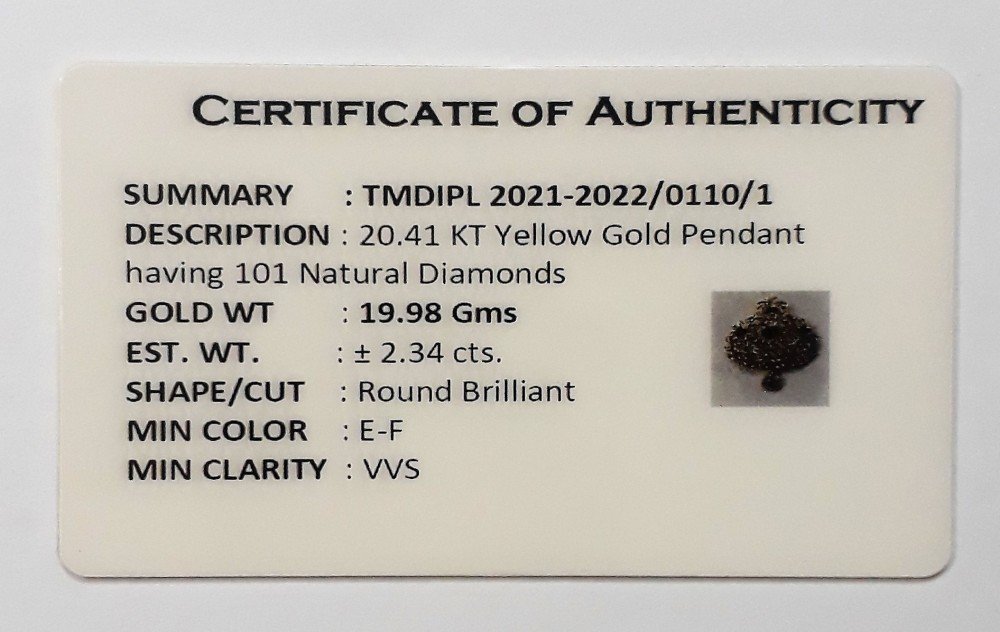 CERTIFICATE OF AUTHENTICITY
SUMMARY : TMDIPL 2021-2022/0110/1
DESCRIPTION : 20.41 KT Yellow Gold Pendant
having 101 Natural Diamonds
GOLD WT : 19.98 Gms
EST. WT. : ± 2.34 cts.
SHAPE/CUT : Round Brilliant
MIN COLOR : E-F
MIN CLARITY : VVS